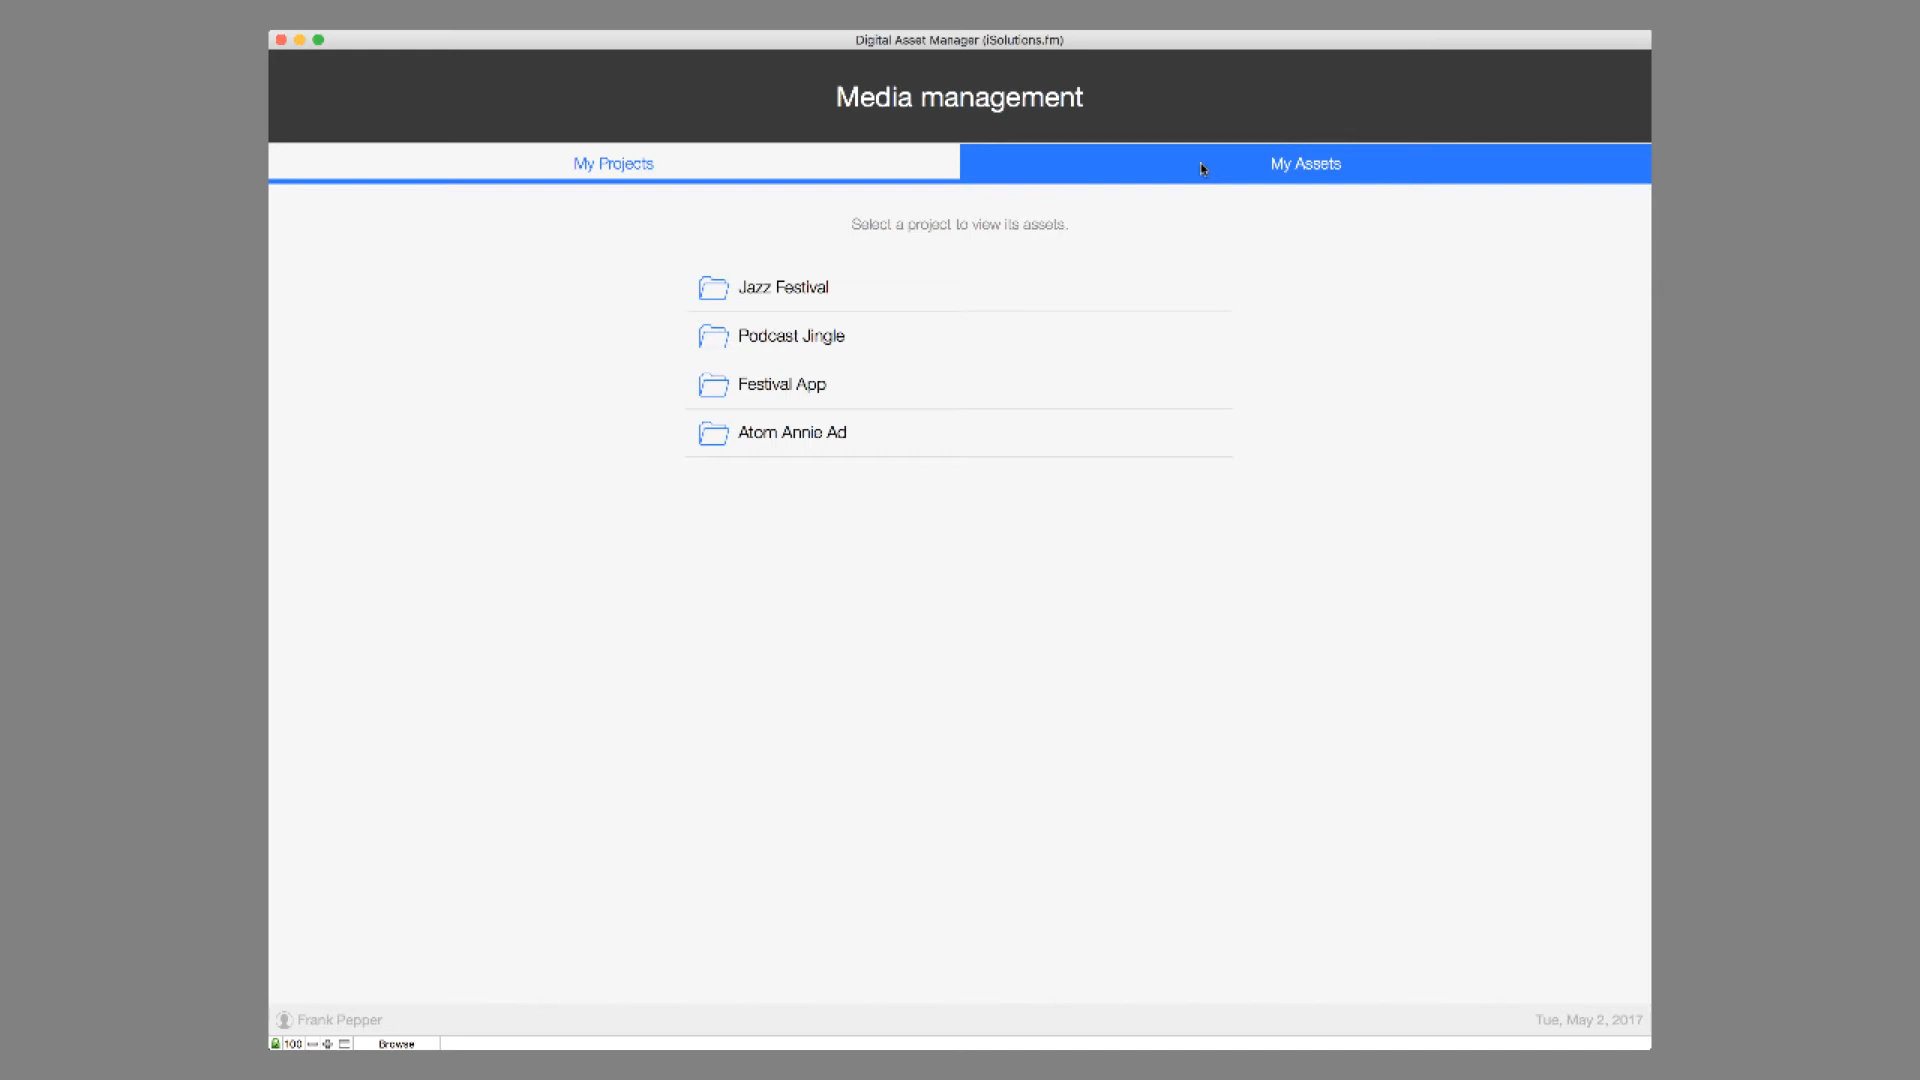 Digital Asset Manager (iSolutions.fm)
Media management
My Projects
My Assets
Select a project to view its assets.
Jazz Festival
Podcast Jingle
Festival App
Atom Annie Ad
Frank Pepper
Tue, May 2, 2017
100
Browse